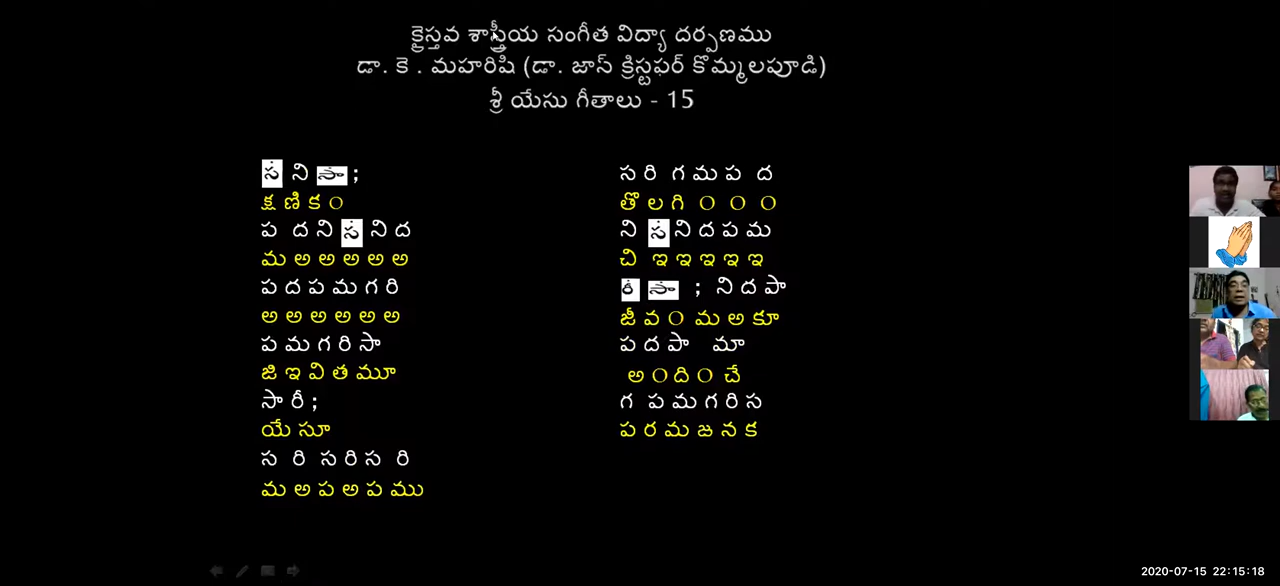 క్రైస్తవ శాస్త్రీయ సంగీత విద్యా దర్పణము
డా. కె . మహరిషి (డా. జాస్ క్రిస్టఫర్ కొమ్మలపూడి)
శ్రీ యేసు గీతాలు - 15
స ని సా ;
క్ష ణి క ం
ప ద ని స ని ద
మ అ అ అ అ అ
ప ద ప మ గ రి
అ అ అ అ అ అ
ప మ గ రి సా
జి ఇ వి త మూ
సా రీ ;
యే సూ
స రి స రి స రి
మ అ ప అ ప ము
స రి గ మ ప ద
తొ ల గి ం ం ం
ని స ని ద ప మ
చి ఇ ఇ ఇ ఇ ఇ
రీ సా ; ని ద పా
జీ వ ం మ అ కూ
ప ద పా మా
అ ం ది ం చే
గ ప మ గ రి స
ప ర మ జ న క
2020-07-15 22:15:18